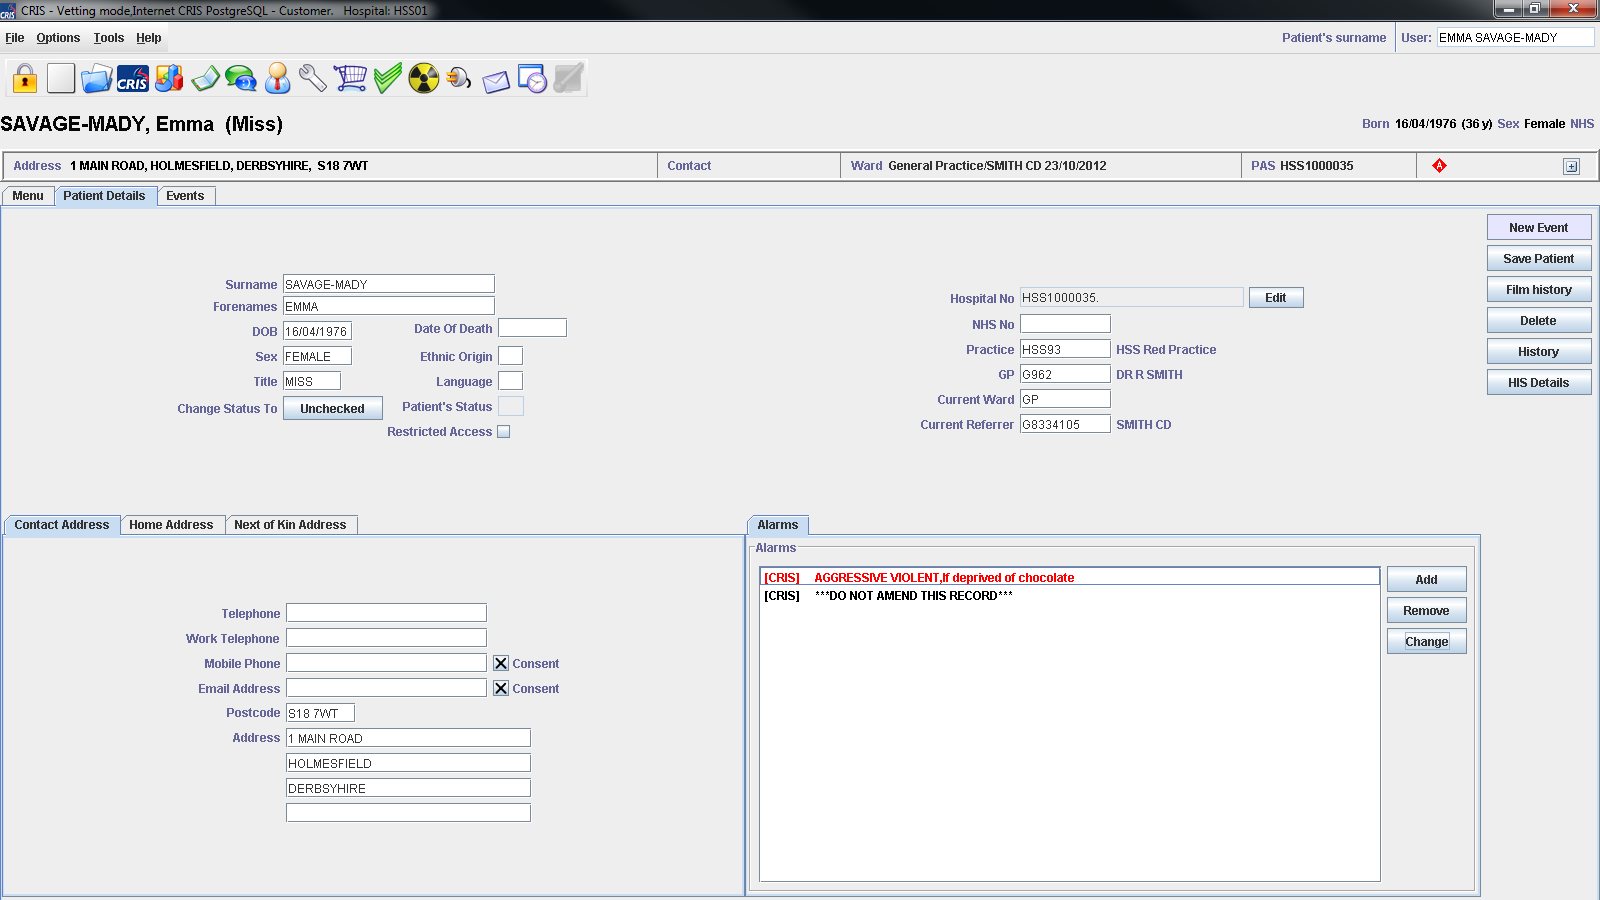 CRIS - Vetting mode,Internet CRIS PostgreSQL - Customer.   Hospital: HSS01
File Options Tools Help
Patient's surname User: EMMA SAVAGE-MADY
CRIS
SAVAGE-MADY, Emma (Miss)
Born 16/04/1976 (36 y) Sex Female NHS
Address 1 MAIN ROAD, HOLMESFIELD, DERBSYHIRE, S18 7WT Contact Ward General Practice/SMITH CD 23/10/2012 PAS HSS1000035 A
Menu Patient Details Events
New Event
Save Patient
Film history
Delete
History
HIS Details
Surname SAVAGE-MADY
Forenames EMMA
DOB 16/04/1976 Date Of Death
Sex FEMALE Ethnic Origin
Title MISS Language
Change Status To Unchecked Patient's Status
Restricted Access
Hospital No HSS1000035. Edit
NHS No
Practice HSS93 HSS Red Practice
GP G962 DR R SMITH
Current Ward GP
Current Referrer G8334105 SMITH CD
Contact Address Home Address Next of Kin Address
Telephone
Work Telephone
Mobile Phone Consent
Email Address Consent
Postcode S18 7WT
Address 1 MAIN ROAD
HOLMESFIELD
DERBSYHIRE
Alarms
Alarms
[CRIS] AGGRESSIVE VIOLENT,If deprived of chocolate
[CRIS] ***DO NOT AMEND THIS RECORD***
Add
Remove
Change